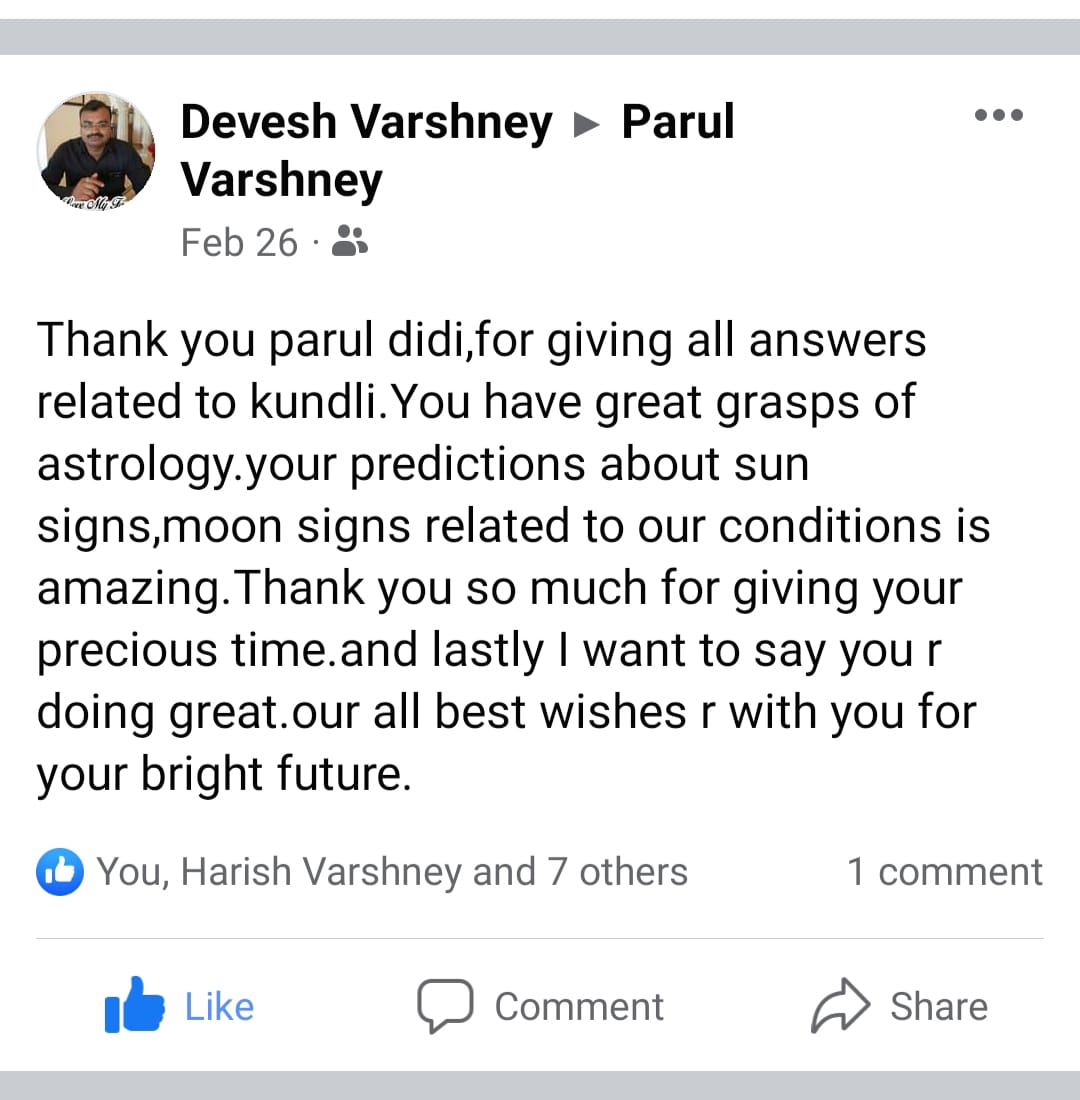 Devesh Varshney ▸ Parul
Varshney
Feb 26 ·
Thank you parul didi,for giving all answers
related to kundli.You have great grasps of
astrology.your predictions about sun
signs,moon signs related to our conditions is
amazing.Thank you so much for giving your
precious time.and lastly I want to say you r
doing great.our all best wishes r with you for
your bright future.
You, Harish Varshney and 7 others 1 comment
Like Comment Share